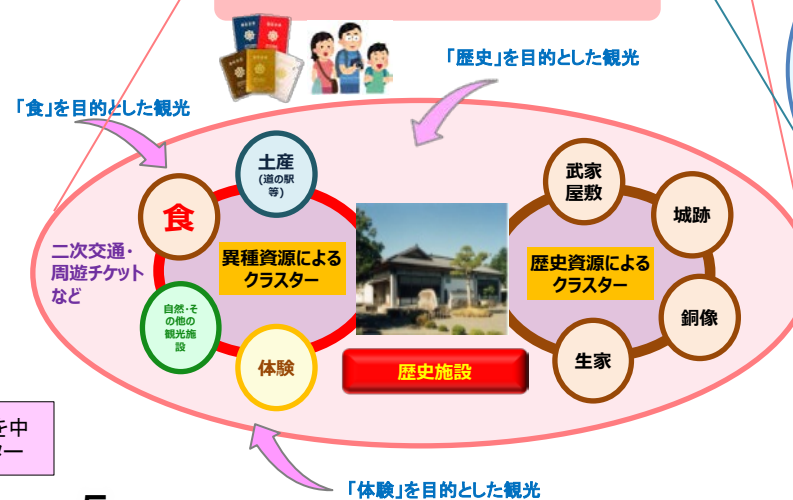 「歴史」を目的とした観光
「食」を目的とした観光
土産
(道の駅
等)
食
二次交通・
周遊チケット
など
異種資源による
クラスター
自然・そ
の他の
観光施
設
体験
歴史施設
武家
屋敷
城跡
歴史資源による
クラスター
銅像
生家
を中
ター
「体験」を目的とした観光